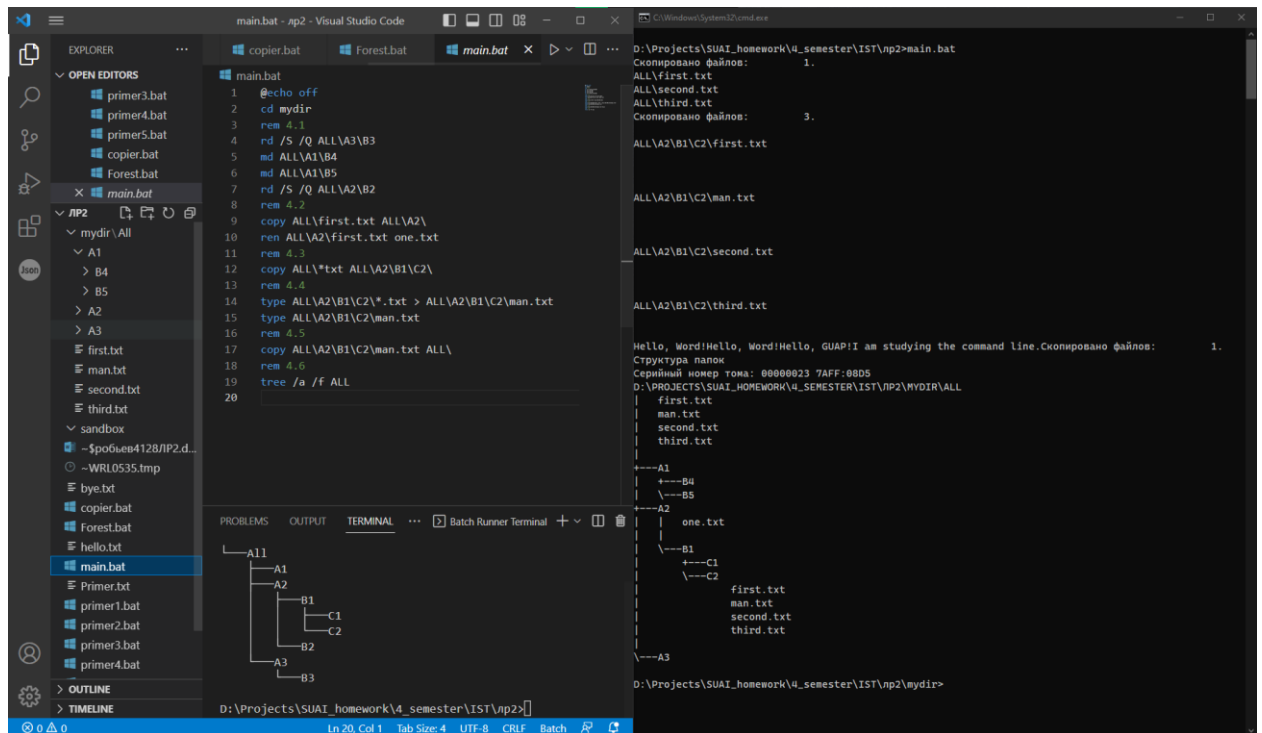 main.bat - лр2 - Visual Studio Code
EXPLORER
OPEN EDITORS
primer3.bat
primer4.bat
primer5.bat
copier.bat
Forest.bat
main.bat
ЛР2
mydir \ All
A1
B4
B5
A2
A3
first.txt
man.txt
second.txt
third.txt
sandbox
~$робьев4128ЛР2.d...
~WRL0535.tmp
bye.txt
copier.bat
Forest.bat
hello.txt
main.bat
Primer.txt
primer1.bat
primer2.bat
primer3.bat
primer4.bat
OUTLINE
TIMELINE
Json
copier.bat Forest.bat main.bat
main.bat
1 @echo off
2 cd mydir
3 rem 4.1
4 rd /S /Q ALL\A3\B3
5 md ALL\A1\B4
6 md ALL\A1\B5
7 rd /S /Q ALL\A2\B2
8 rem 4.2
9 copy ALL\first.txt ALL\A2\
10 ren ALL\A2\first.txt one.txt
11 rem 4.3
12 copy ALL\*txt ALL\A2\B1\C2\
13 rem 4.4
14 type ALL\A2\B1\C2\*.txt > ALL\A2\B1\C2\man.txt
15 type ALL\A2\B1\C2\man.txt
16 rem 4.5
17 copy ALL\A2\B1\C2\man.txt ALL\
18 rem 4.6
19 tree /a /f ALL
20
PROBLEMS OUTPUT TERMINAL ... Batch Runner Terminal
└───All
├───A1
├───A2
│ ├───B1
│ │ ├───C1
│ │ └───C2
│ └───B2
└───A3
└───B3
D:\Projects\SUAI_homework\4_semester\IST\лр2>
0 0 Ln 20, Col 1 Tab Size: 4 UTF-8 CRLF Batch
C:\Windows\System32\cmd.exe
D:\Projects\SUAI_homework\4_semester\IST\лр2>main.bat
Скопировано файлов: 1.
ALL\first.txt
ALL\second.txt
ALL\third.txt
Скопировано файлов: 3.
ALL\A2\B1\C2\first.txt
ALL\A2\B1\C2\man.txt
ALL\A2\B1\C2\second.txt
ALL\A2\B1\C2\third.txt
Hello, Word!Hello, Word!Hello, GUAP!I am studying the command line.Скопировано файлов: 1.
Структура папок
Серийный номер тома: 00000023 7AFF:08D5
D:\PROJECTS\SUAI_HOMEWORK\4_SEMESTER\IST\ЛР2\MYDIR\ALL
| first.txt
| man.txt
| second.txt
| third.txt
|
+---A1
| +---B4
| \---B5
+---A2
| | one.txt
| |
| \---B1
| +---C1
| \---C2
| first.txt
| man.txt
| second.txt
| third.txt
|
\---A3
D:\Projects\SUAI_homework\4_semester\IST\лр2\mydir>